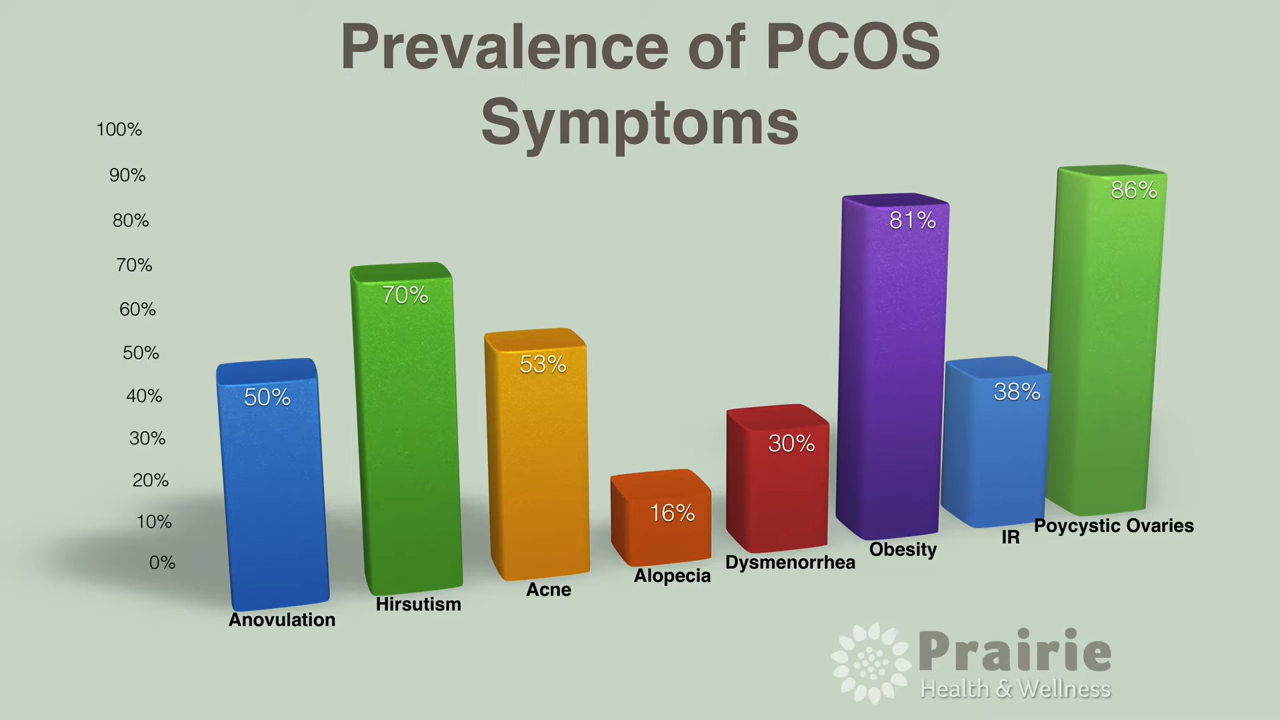 Prevalence of PCOS
Symptoms
100%
90%
80%
70%
60%
50%
40%
30%
20%
10%
0%
50%
70%
53%
16%
30%
81%
38%
86%
Anovulation
Hirsutism
Acne
Alopecia
Dysmenorrhea
Obesity
IR
Poycystic Ovaries
Prairie
Health & Wellness